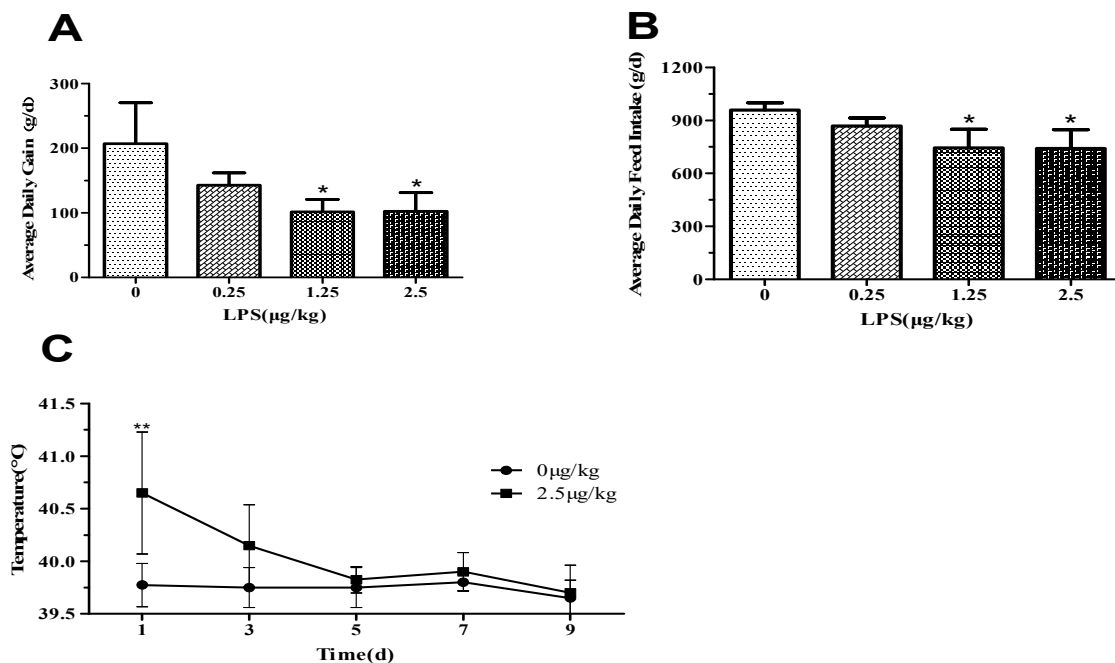 A
Average Daily Gain (g/d)
300
200
100
0
*
*
0 0.25 1.25 2.5
LPS(μg/kg)
B
Average Daily Feed Intake (g/d)
1200
900
600
300
0
*
*
0 0.25 1.25 2.5
LPS(μg/kg)
C
Temperature(°C)
41.5
41.0
40.5
40.0
39.5
**
0μg/kg
2.5μg/kg
1 3 5 7 9
Time(d)